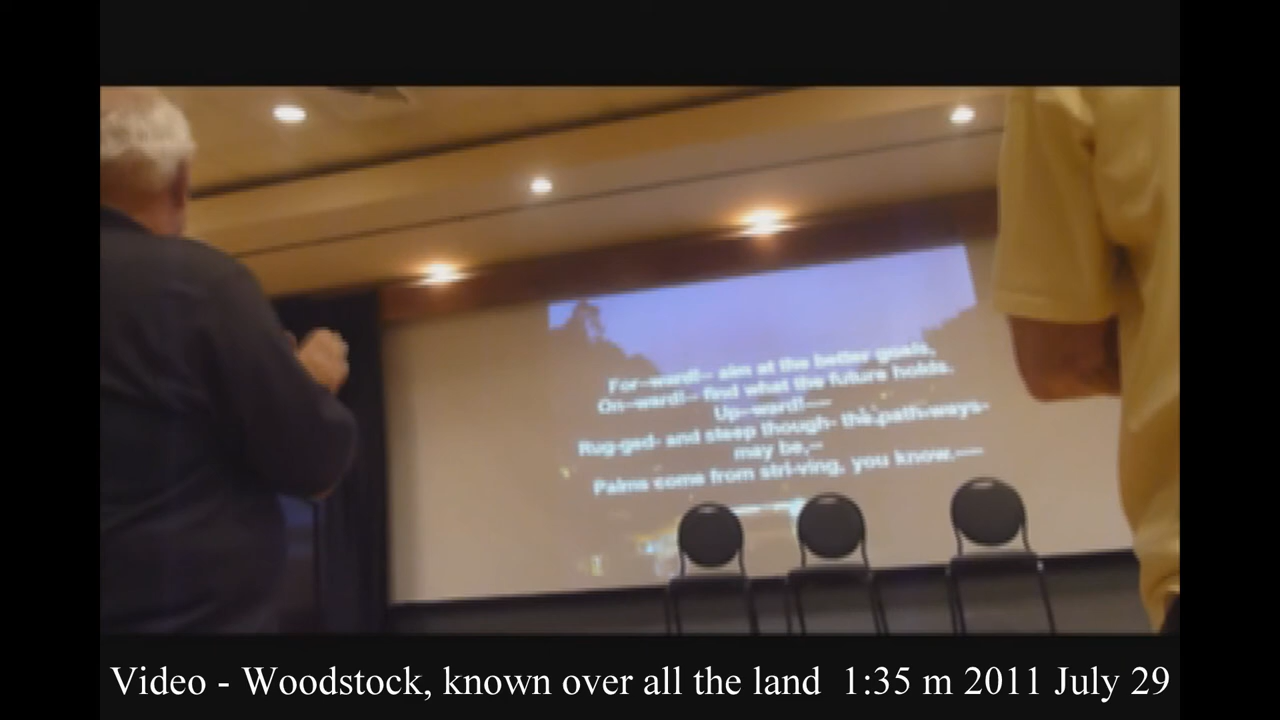 For--ward!-- aim at the better goals,
On--ward!-- find what the future holds.
Up--ward!----
Rug-ged- and steep though- the path-ways-
may be,--
Palms come from stri-ving, you know.----
Video - Woodstock, known over all the land 1:35 m 2011 July 29